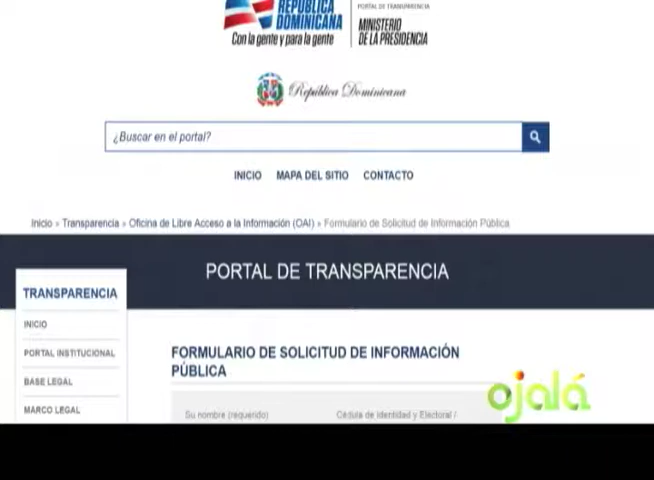 REPÚBLICA
DOMINICANA
Con la gente y para la gente
PORTAL DE TRANSPARENCIA
MINISTERIO
DE LA PRESIDENCIA
República Dominicana
¿Buscar en el portal?
INICIO MAPA DEL SITIO CONTACTO
Inicio » Transparencia » Oficina de Libre Acceso a la Información (OAI) » Formulario de Solicitud de Información Pública
PORTAL DE TRANSPARENCIA
TRANSPARENCIA
INICIO
PORTAL INSTITUCIONAL
BASE LEGAL
MARCO LEGAL
FORMULARIO DE SOLICITUD DE INFORMACIÓN
PÚBLICA
Su nombre (requerido) Cédula de Identidad y Electoral /
ojalá